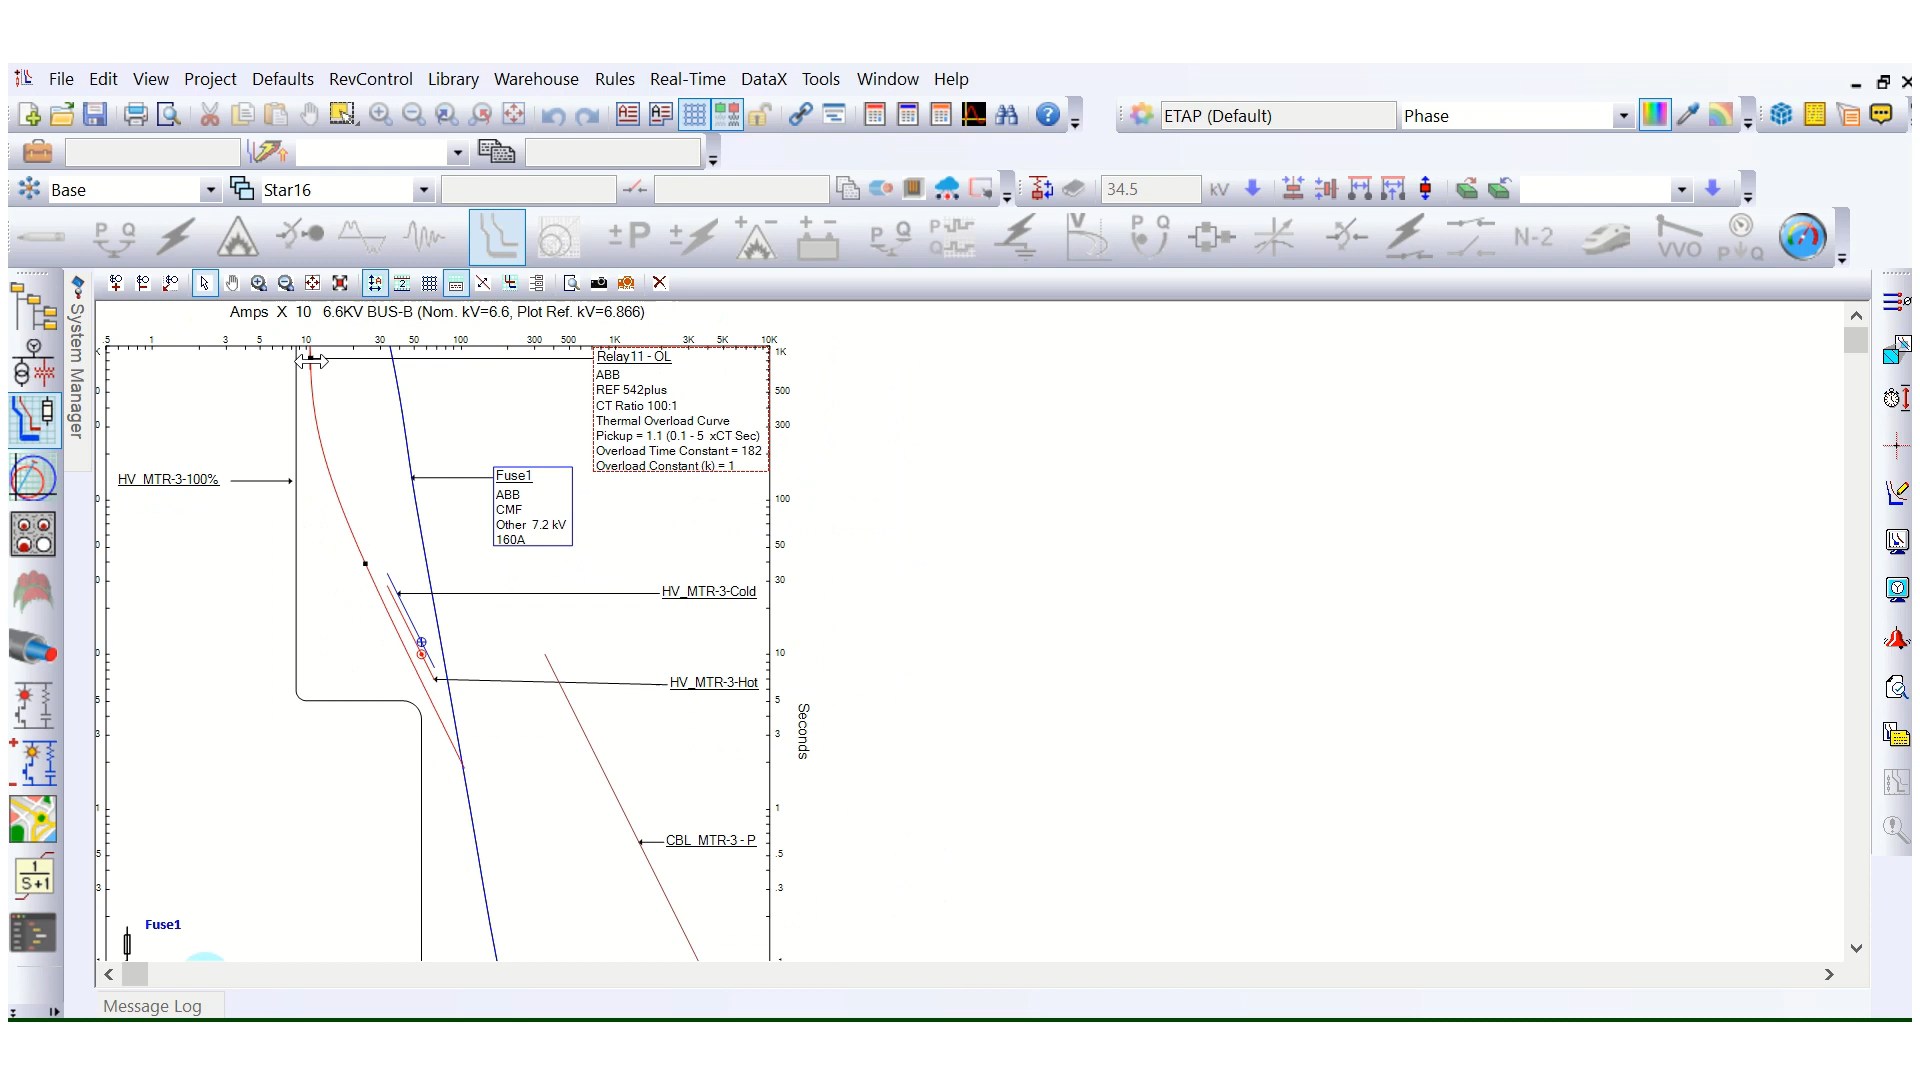 File Edit View Project Defaults RevControl Library Warehouse Rules Real-Time DataX Tools Window Help
ETAP (Default) Phase
Base Star16 34.5 kV
P Q ±P P Q P Q V P Q N-2 VVO P Q
System Manager
Amps X 10 6.6KV BUS-B (Nom. kV=6.6, Plot Ref. kV=6.866)
.5 1 3 5 10 30 50 100 300 500 1K 3K 5K 10K
1K
Relay11 - OL
ABB
REF 542plus
CT Ratio 100:1
Thermal Overload Curve
Pickup = 1.1 (0.1 - 5 xCT Sec)
Overload Time Constant = 182
Overload Constant (k) = 1
500
300
HV_MTR-3-100%
Fuse1
ABB
CMF
Other 7.2 kV
160A
100
50
30
HV_MTR-3-Cold
10
HV_MTR-3-Hot
5
3
Seconds
1
CBL_MTR-3 - P
.5
.3
Fuse1
1
S+1
Message Log